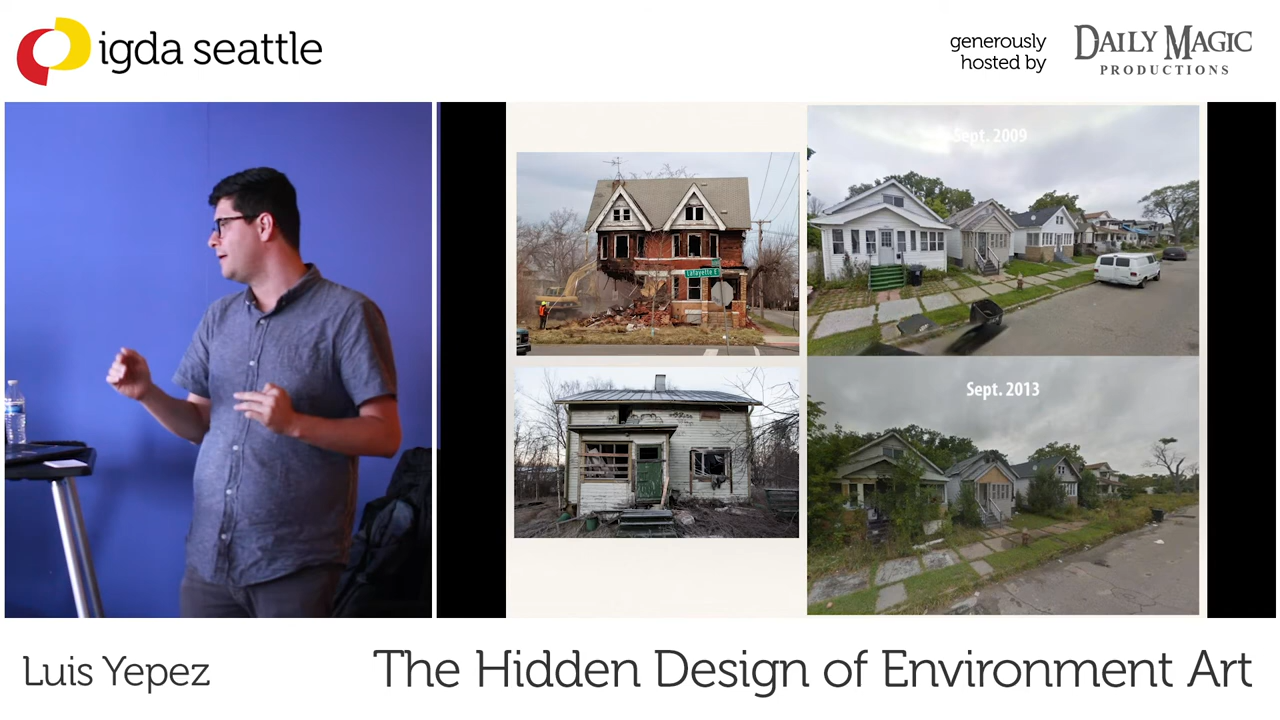 igda seattle
generously
hosted by
DAILY MAGIC
PRODUCTIONS
Sept. 2009
Lafayette E
Sept. 2013
Luis Yepez
The Hidden Design of Environment Art